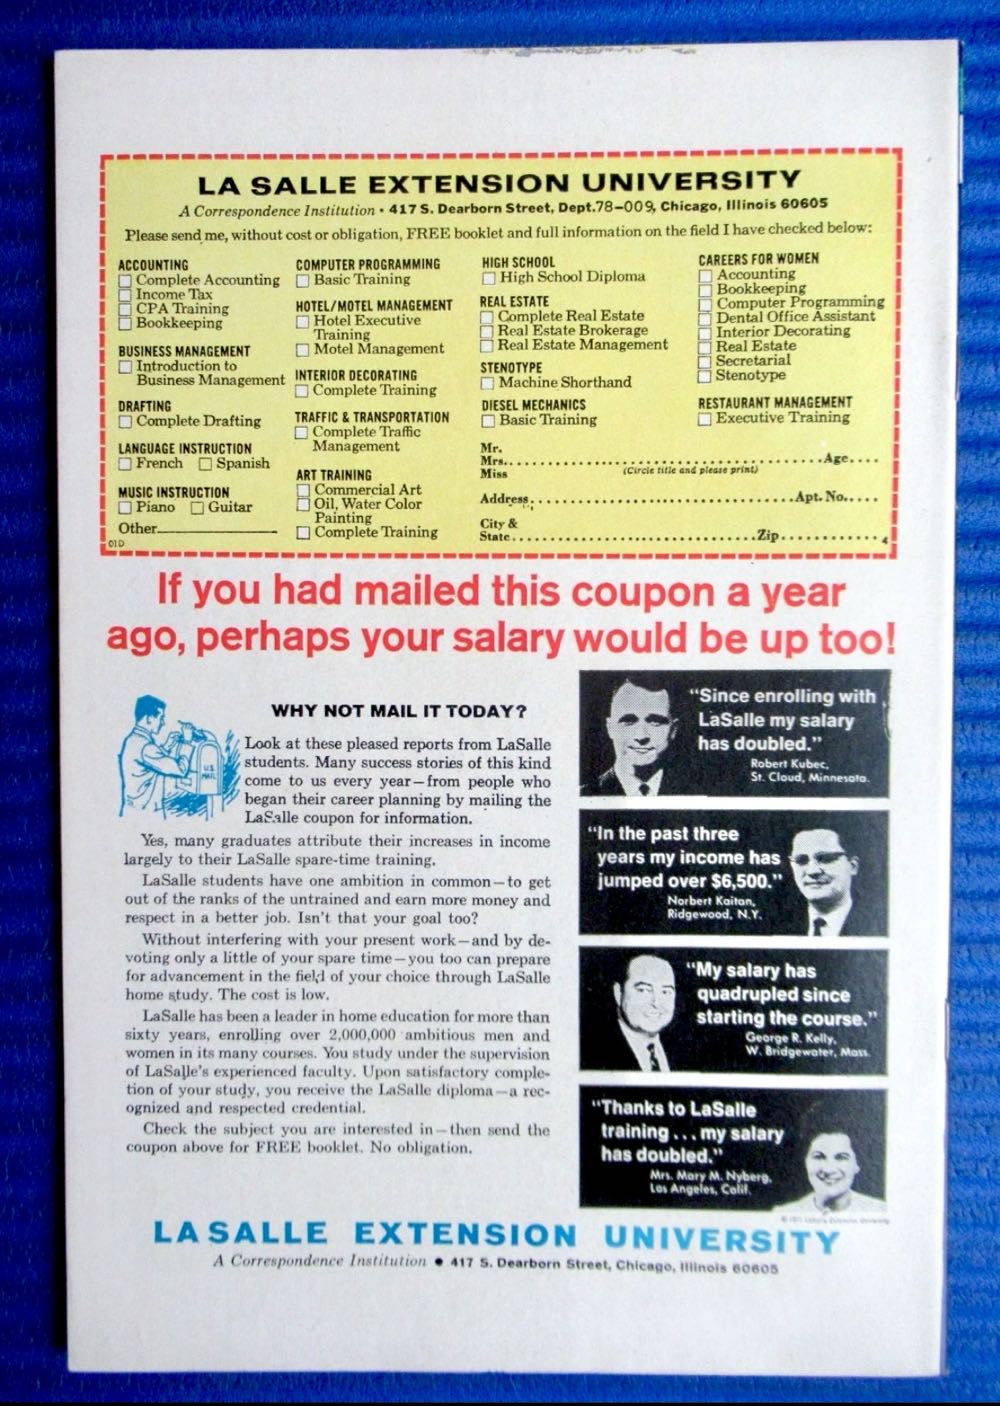 LA SALLE EXTENSION UNIVERSITY
A Correspondence Institution • 417 S. Dearborn Street, Dept. 78-009, Chicago, Illinois 60605
Please send me, without cost or obligation, FREE booklet and full information on the field I have checked below:
ACCOUNTING
Complete Accounting
Income Tax
CPA Training
Bookkeeping
BUSINESS MANAGEMENT
Introduction to
Business Management
DRAFTING
Complete Drafting
LANGUAGE INSTRUCTION
French Spanish
MUSIC INSTRUCTION
Piano Guitar
Other
01D
COMPUTER PROGRAMMING
Basic Training
HOTEL/MOTEL MANAGEMENT
Hotel Executive
Training
Motel Management
INTERIOR DECORATING
Complete Training
TRAFFIC & TRANSPORTATION
Complete Traffic
Management
ART TRAINING
Commercial Art
Oil, Water Color
Painting
Complete Training
HIGH SCHOOL
High School Diploma
REAL ESTATE
Complete Real Estate
Real Estate Brokerage
Real Estate Management
STENOTYPE
Machine Shorthand
DIESEL MECHANICS
Basic Training
CAREERS FOR WOMEN
Accounting
Bookkeeping
Computer Programming
Dental Office Assistant
Interior Decorating
Real Estate
Secretarial
Stenotype
RESTAURANT MANAGEMENT
Executive Training
Mr.
Mrs. Age
Miss (Circle title and please print)
Address Apt. No.
City &
State Zip 4
If you had mailed this coupon a year
ago, perhaps your salary would be up too!
WHY NOT MAIL IT TODAY?
U.S. MAIL
Look at these pleased reports from LaSalle
students. Many success stories of this kind
come to us every year—from people who
began their career planning by mailing the
LaSalle coupon for information.
Yes, many graduates attribute their increases in income
largely to their LaSalle spare-time training.
LaSalle students have one ambition in common—to get
out of the ranks of the untrained and earn more money and
respect in a better job. Isn't that your goal too?
Without interfering with your present work—and by de-
voting only a little of your spare time—you too can prepare
for advancement in the field of your choice through LaSalle
home study. The cost is low.
LaSalle has been a leader in home education for more than
sixty years, enrolling over 2,000,000 ambitious men and
women in its many courses. You study under the supervision
of LaSalle's experienced faculty. Upon satisfactory comple-
tion of your study, you receive the LaSalle diploma—a rec-
ognized and respected credential.
Check the subject you are interested in—then send the
coupon above for FREE booklet. No obligation.
"Since enrolling with
LaSalle my salary
has doubled."
Robert Kubec,
St. Cloud, Minnesota.
"In the past three
years my income has
jumped over $6,500."
Norbert Kaitan,
Ridgewood, N.Y.
"My salary has
quadrupled since
starting the course."
George R. Kelly,
W. Bridgewater, Mass.
"Thanks to LaSalle
training...my salary
has doubled."
Mrs. Mary M. Nyberg,
Los Angeles, Calif.
LASALLE EXTENSION UNIVERSITY
A Correspondence Institution • 417 S. Dearborn Street, Chicago, Illinois 60605